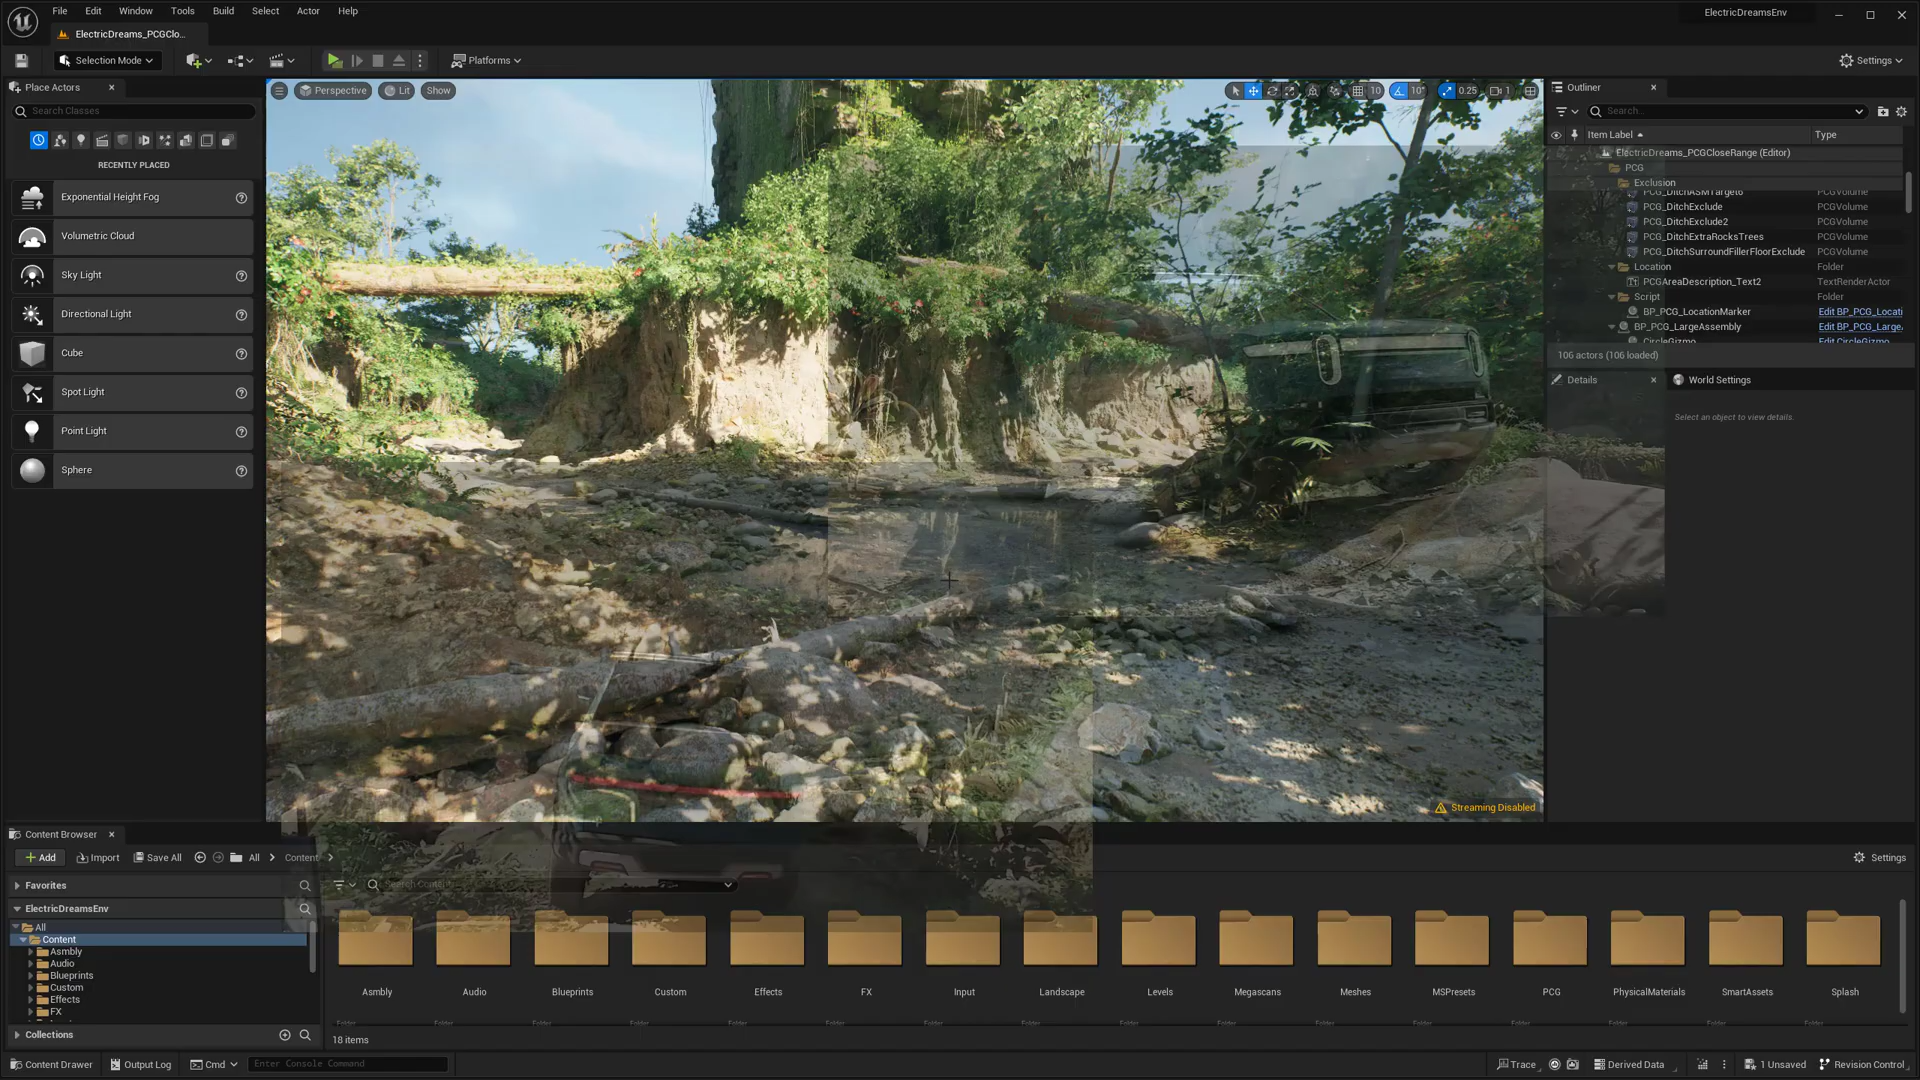 File Edit Window Tools Build Select Actor Help
ElectricDreamsEnv
ElectricDreams_PCGClo...
Selection Mode
Platforms
Settings
Place Actors
Search Classes
RECENTLY PLACED
Exponential Height Fog
Volumetric Cloud
Sky Light
Directional Light
Cube
Spot Light
Point Light
Sphere
Perspective Lit Show
10 10° 0.25 1
Streaming Disabled
Outliner
Search...
Item Label Type
ElectricDreams_PCGCloseRange (Editor)
PCG
Exclusion
PCG_DitchExclude PCGVolume
PCG_DitchExclude2 PCGVolume
PCG_DitchExtraRocksTrees PCGVolume
PCG_DitchSurroundFillerFloorExclude PCGVolume
Location Folder
PCGAreaDescription_Text2 TextRenderActor
Script Folder
BP_PCG_LocationMarker Edit BP_PCG_Locati
BP_PCG_LargeAssembly Edit BP_PCG_Large
CircleGizmo Edit CircleGizmo
106 actors (106 loaded)
Details World Settings
Select an object to view details.
Content Browser
Add Import Save All All Content
Settings
Favorites
ElectricDreamsEnv
All
Content
Asmbly
Audio
Blueprints
Custom
Effects
FX
Collections
Search Content
Asmbly Audio Blueprints Custom Effects FX Input Landscape Levels Megascans Meshes MSPresets PCG PhysicalMaterials SmartAssets Splash
18 items
Content Drawer Output Log Cmd Enter Console Command
Trace Derived Data 1 Unsaved Revision Control